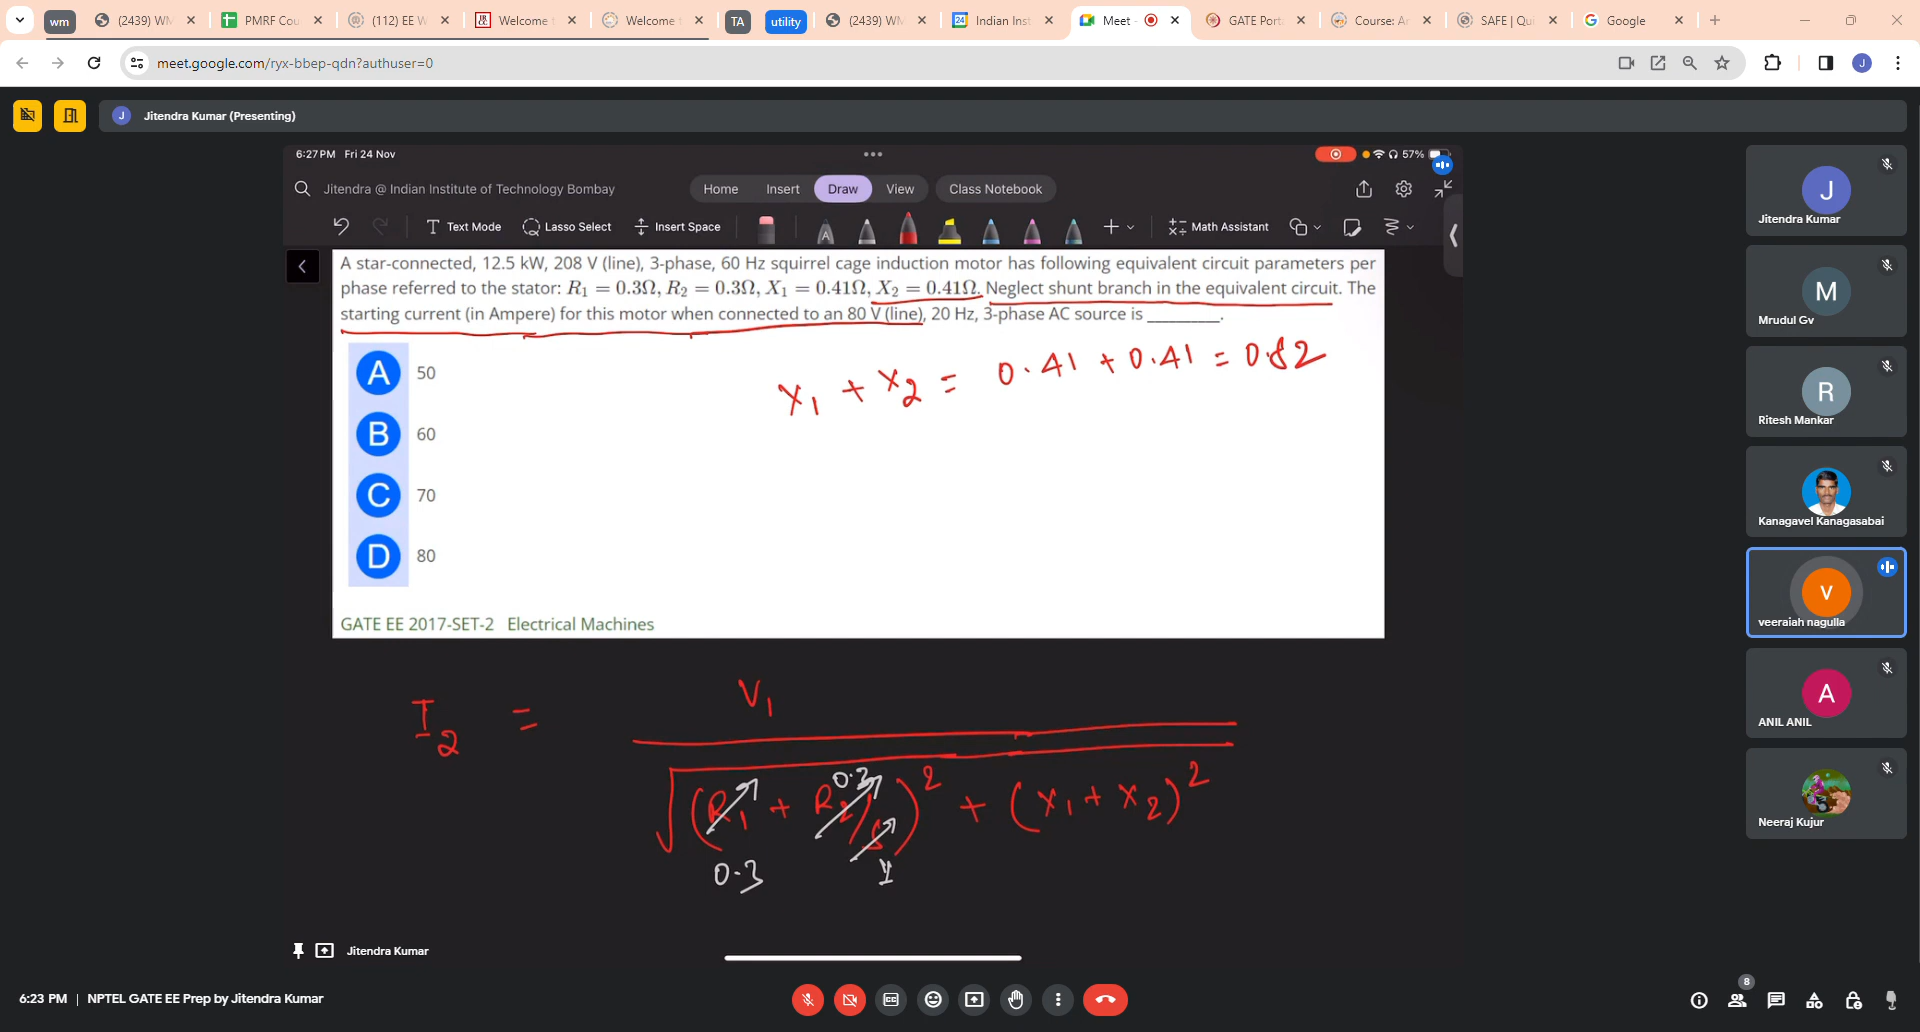 wm (2439) WM PMRF Cou (112) EE W Welcome t Welcome t TA utility (2439) WM 24 Indian Inst Meet - GATE Port Course: Ar SAFE | Qui Google
meet.google.com/ryx-bbep-qdn?authuser=0 J
J Jitendra Kumar (Presenting)
6:27 PM Fri 24 Nov 57%
Jitendra @ Indian Institute of Technology Bombay Home Insert Draw View Class Notebook
Text Mode Lasso Select Insert Space Math Assistant
A star-connected, 12.5 kW, 208 V (line), 3-phase, 60 Hz squirrel cage induction motor has following equivalent circuit parameters per
phase referred to the stator: R₁ = 0.3Ω, R₂ = 0.3Ω, X₁ = 0.41Ω, X₂ = 0.41Ω. Neglect shunt branch in the equivalent circuit. The
starting current (in Ampere) for this motor when connected to an 80 V (line), 20 Hz, 3-phase AC source is __________.
X₁ + X₂ = 0.41 + 0.41 = 0.82
A 50
B 60
C 70
D 80
GATE EE 2017-SET-2 Electrical Machines
I₂ = V₁
√(R₁ + R₂/S)² + (X₁ + X₂)²
0.3
0.3 1
Jitendra Kumar
J
Jitendra Kumar
M
Mrudul Gv
R
Ritesh Mankar
Kanagavel Kanagasabai
V
veeraiah nagulla
A
ANIL ANIL
Neeraj Kujur
6:23 PM | NPTEL GATE EE Prep by Jitendra Kumar
8